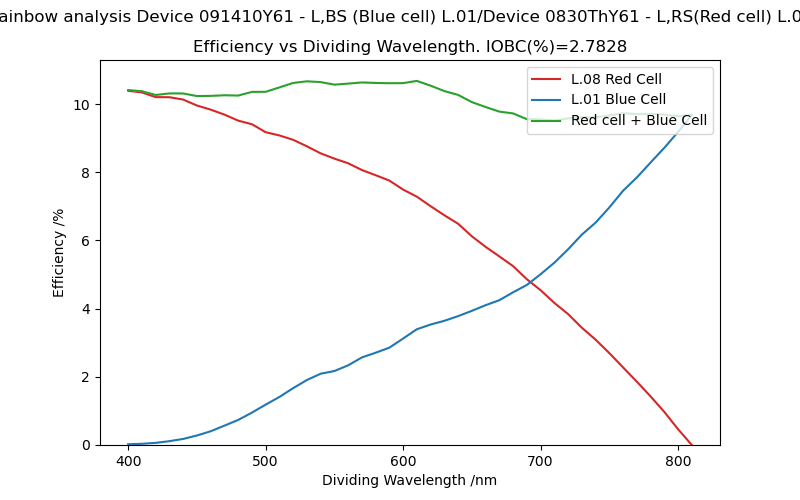 ainbow analysis Device 091410Y61 - L,BS (Blue cell) L.01/Device 0830ThY61 - L,RS(Red cell) L.0
Efficiency vs Dividing Wavelength. IOBC(%)=2.7828
L.08 Red Cell
L.01 Blue Cell
Red cell + Blue Cell
Efficiency /%
10
8
6
4
2
0
400 500 600 700 800
Dividing Wavelength /nm